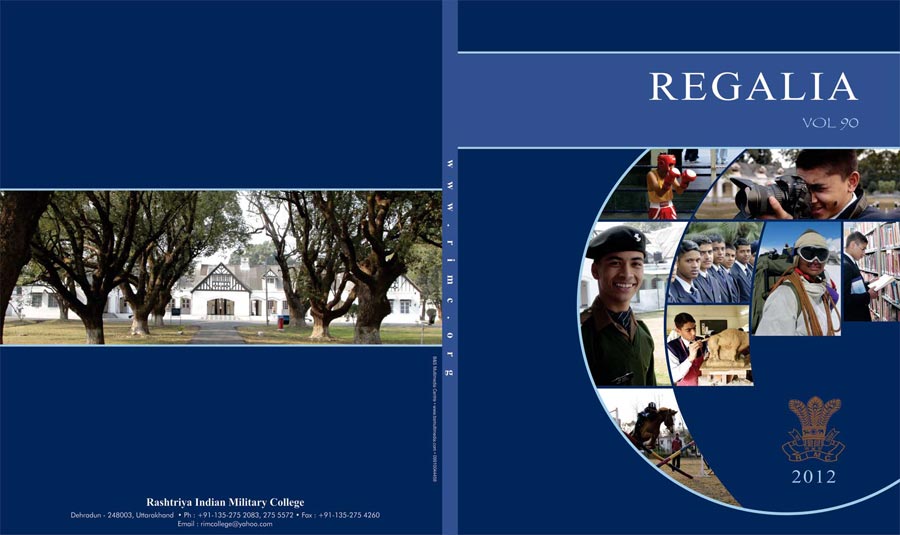 REGALIA
VOL 90
RIMC
2012
www.rimc.org
Rashtriya Indian Military College
Dehradun - 248003, Uttarakhand • Ph : +91-135-275 2083, 275 5572 • Fax : +91-135-275 4260
Email : rimcollege@yahoo.com